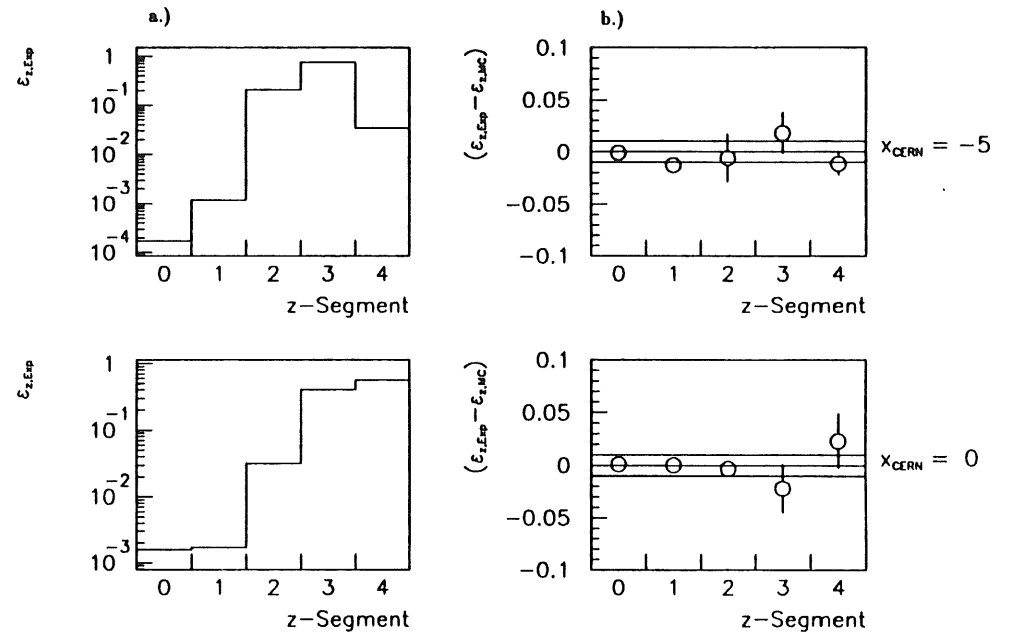 a.)
b.)
ε_{z,Exp}
1
10^{-1}
10^{-2}
10^{-3}
10^{-4}
0 1 2 3 4
z-Segment
(ε_{z,Exp} - ε_{z,MC})
0.1
0.05
0
-0.05
-0.1
0 1 2 3 4
z-Segment
x_{CERN} = -5
ε_{z,Exp}
1
10^{-1}
10^{-2}
10^{-3}
0 1 2 3 4
z-Segment
(ε_{z,Exp} - ε_{z,MC})
0.1
0.05
0
-0.05
-0.1
0 1 2 3 4
z-Segment
x_{CERN} = 0